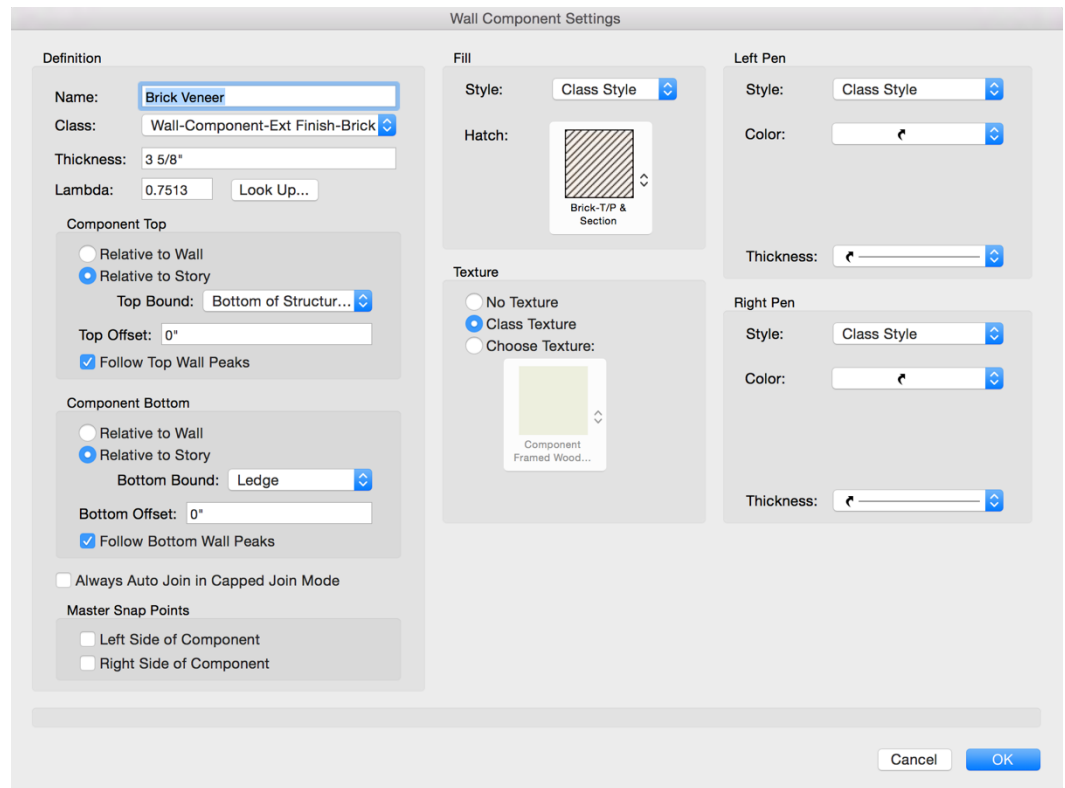 Wall Component Settings
Definition
Name: Brick Veneer
Class: Wall-Component-Ext Finish-Brick
Thickness: 3 5/8"
Lambda: 0.7513 Look Up...
Component Top
Relative to Wall
Relative to Story
Top Bound: Bottom of Structur...
Top Offset: 0"
Follow Top Wall Peaks
Component Bottom
Relative to Wall
Relative to Story
Bottom Bound: Ledge
Bottom Offset: 0"
Follow Bottom Wall Peaks
Always Auto Join in Capped Join Mode
Master Snap Points
Left Side of Component
Right Side of Component
Fill
Style: Class Style
Hatch:
Brick-T/P &
Section
Texture
No Texture
Class Texture
Choose Texture:
Component
Framed Wood...
Left Pen
Style: Class Style
Color:
Thickness:
Right Pen
Style: Class Style
Color:
Thickness:
Cancel OK